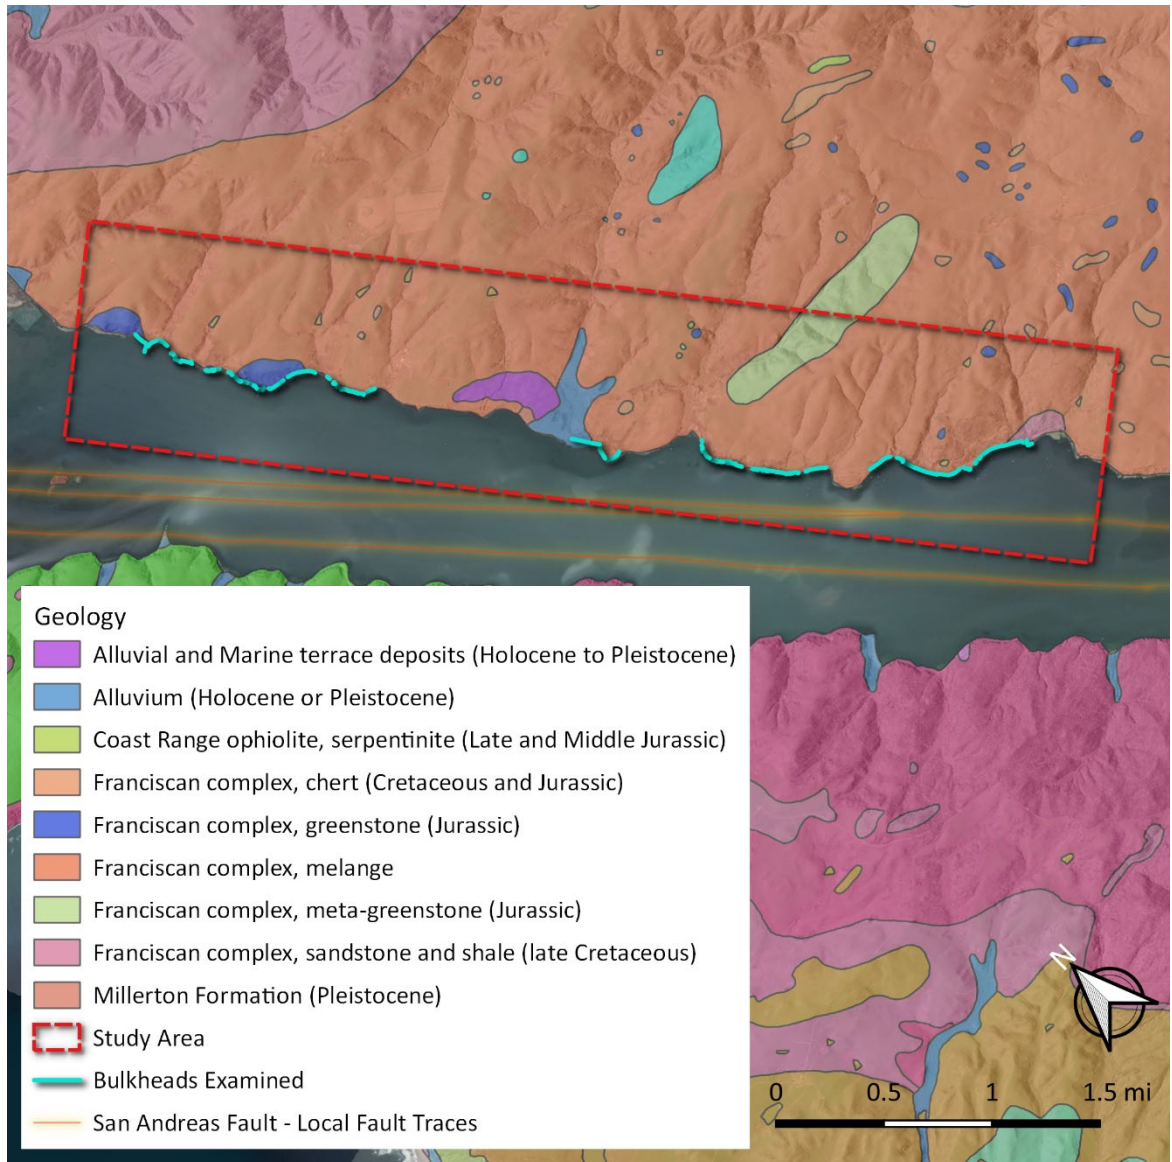 Geology
Alluvial and Marine terrace deposits (Holocene to Pleistocene)
Alluvium (Holocene or Pleistocene)
Coast Range ophiolite, serpentinite (Late and Middle Jurassic)
Franciscan complex, chert (Cretaceous and Jurassic)
Franciscan complex, greenstone (Jurassic)
Franciscan complex, melange
Franciscan complex, meta-greenstone (Jurassic)
Franciscan complex, sandstone and shale (late Cretaceous)
Millerton Formation (Pleistocene)
Study Area
Bulkheads Examined
San Andreas Fault - Local Fault Traces
N
0 0.5 1 1.5 mi